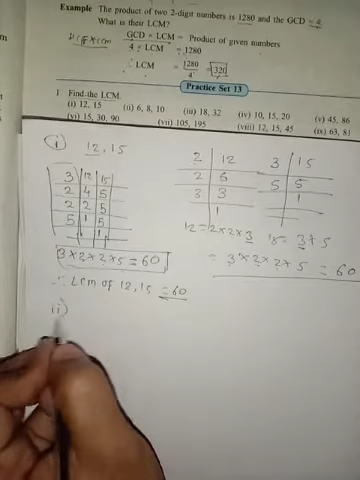 Example The product of two 2-digit numbers is 1280 and the GCD = 4.
What is their LCM?
GCD × LCM = Product of given numbers
4 × LCM = 1280
∴ LCM = 1280/4 = 320
Practice Set 13
1 Find the LCM.
(i) 12, 15 (ii) 6, 8, 10 (iii) 18, 32 (iv) 10, 15, 20 (v) 45, 86
(vi) 15, 30, 90 (vii) 105, 195 (viii) 12, 15, 45 (ix) 63, 81
(i) 12, 15
3 12 15
2 4 5
2 2 5
5 1 5
1
3×2×2×5 = 60
∴ LCM of 12, 15 = 60
2 12
2 6
3 3
1
3 15
5 5
1
12 = 2×2×3 15 = 3×5
= 3×2×2×5 = 60
ii)